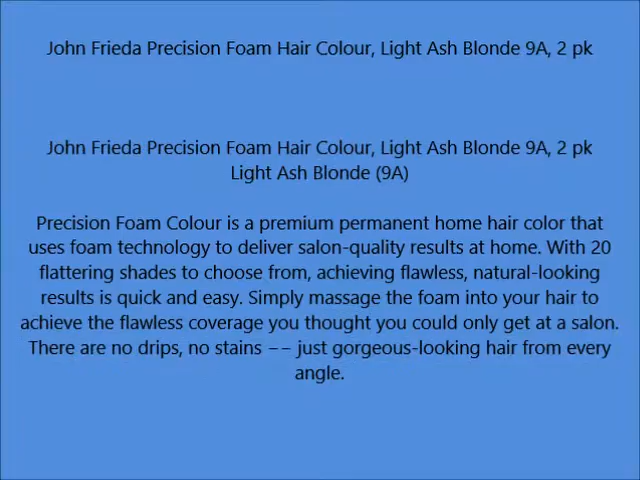 John Frieda Precision Foam Hair Colour, Light Ash Blonde 9A, 2 pk
John Frieda Precision Foam Hair Colour, Light Ash Blonde 9A, 2 pk
Light Ash Blonde (9A)
Precision Foam Colour is a premium permanent home hair color that
uses foam technology to deliver salon-quality results at home. With 20
flattering shades to choose from, achieving flawless, natural-looking
results is quick and easy. Simply massage the foam into your hair to
achieve the flawless coverage you thought you could only get at a salon.
There are no drips, no stains –– just gorgeous-looking hair from every
angle.